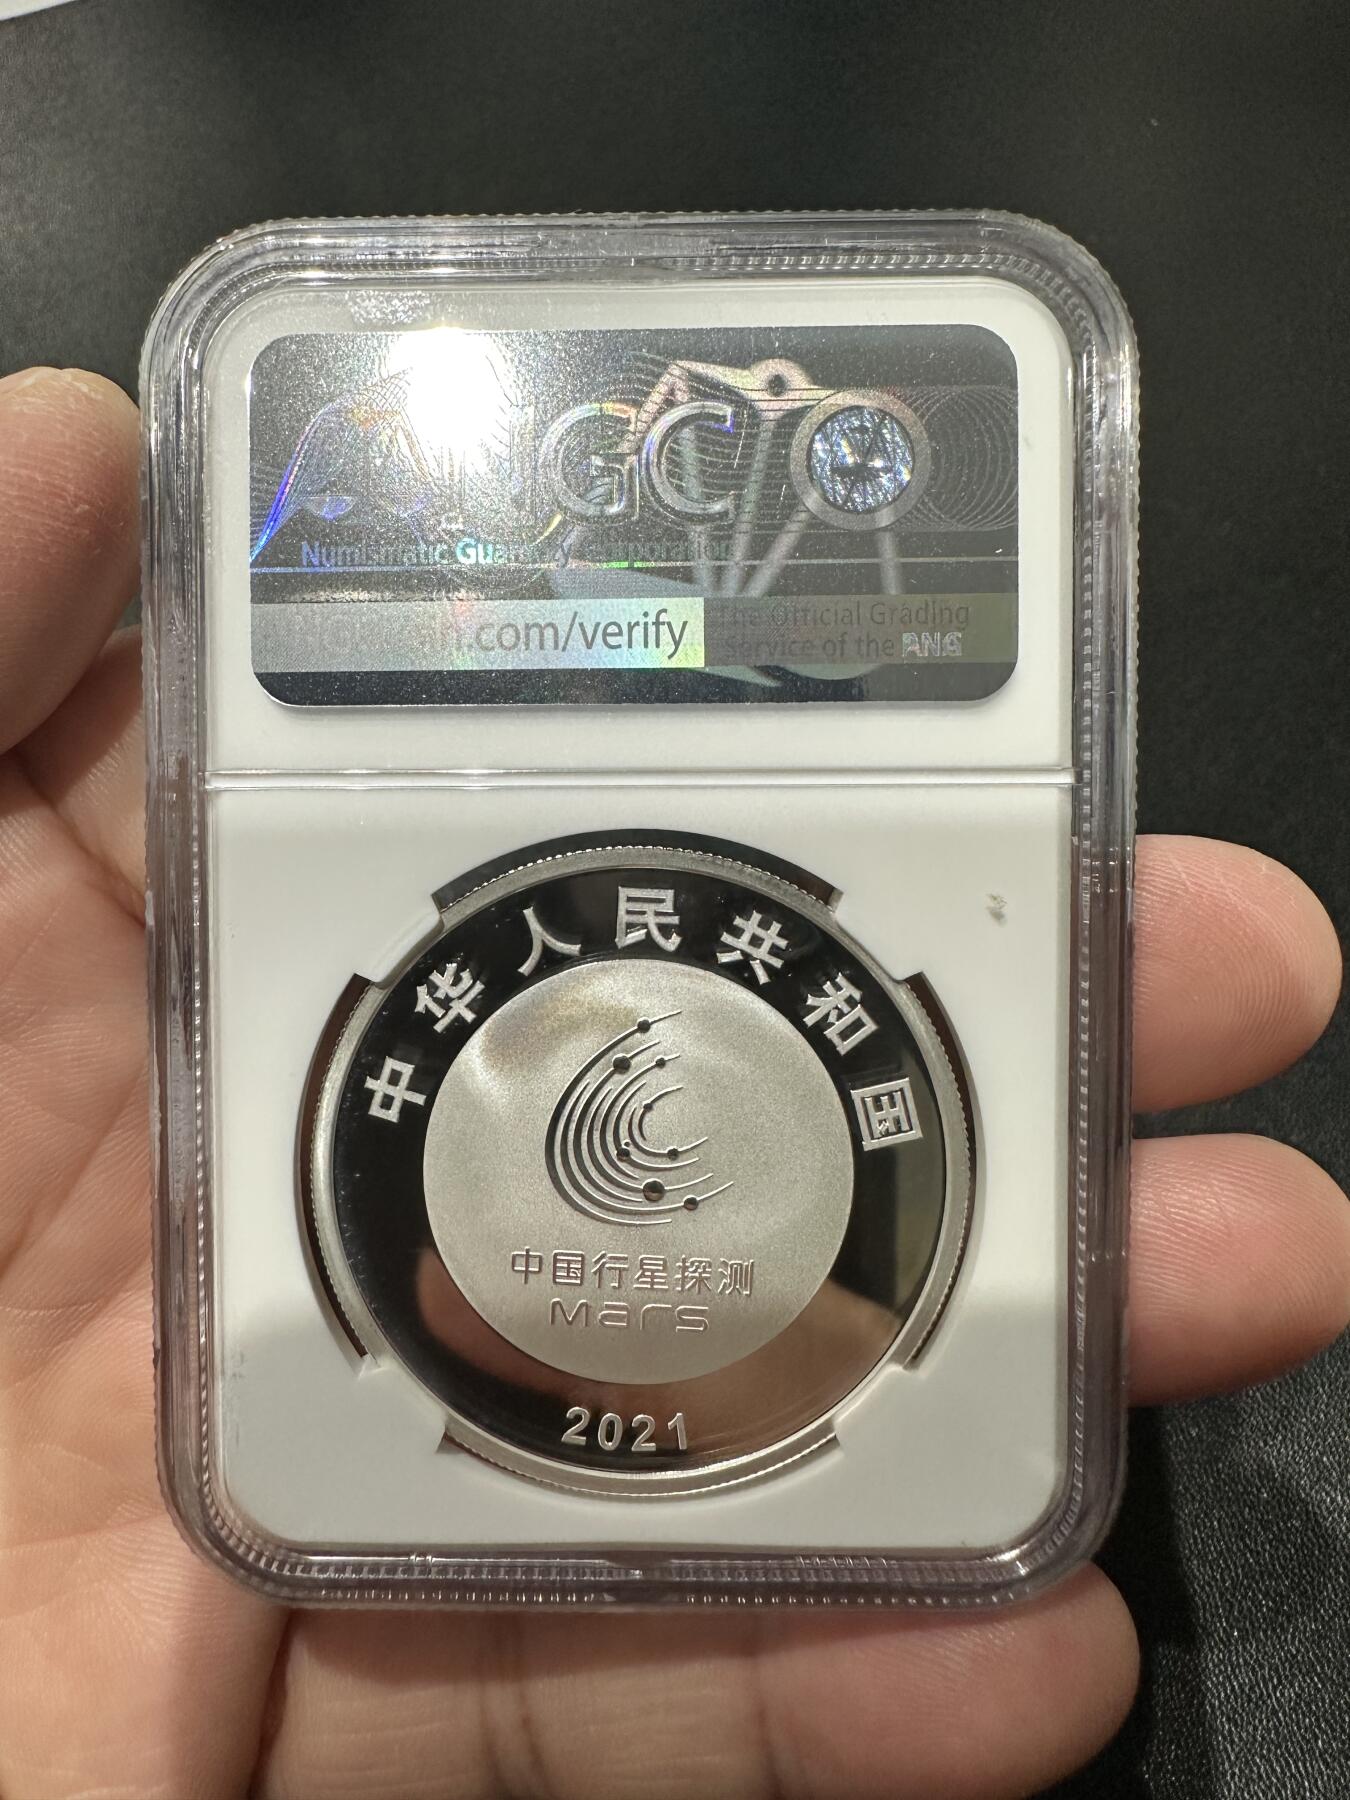 NGC
Numismatic Guaranty Corporation
.com/verify
The Official Grading
Service of the PNG
中华人民共和国
中国行星探测
Mars
2021